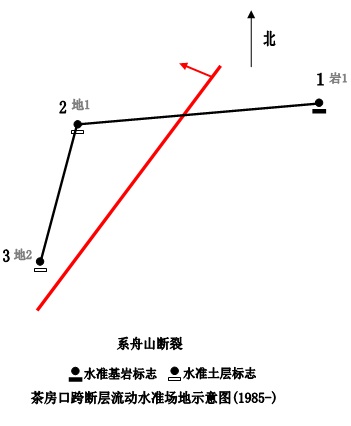 北
1 岩1
2 地1
3 地2
系舟山断裂
水准基岩标志 水准土层标志
茶房口跨断层流动水准场地示意图(1985-)